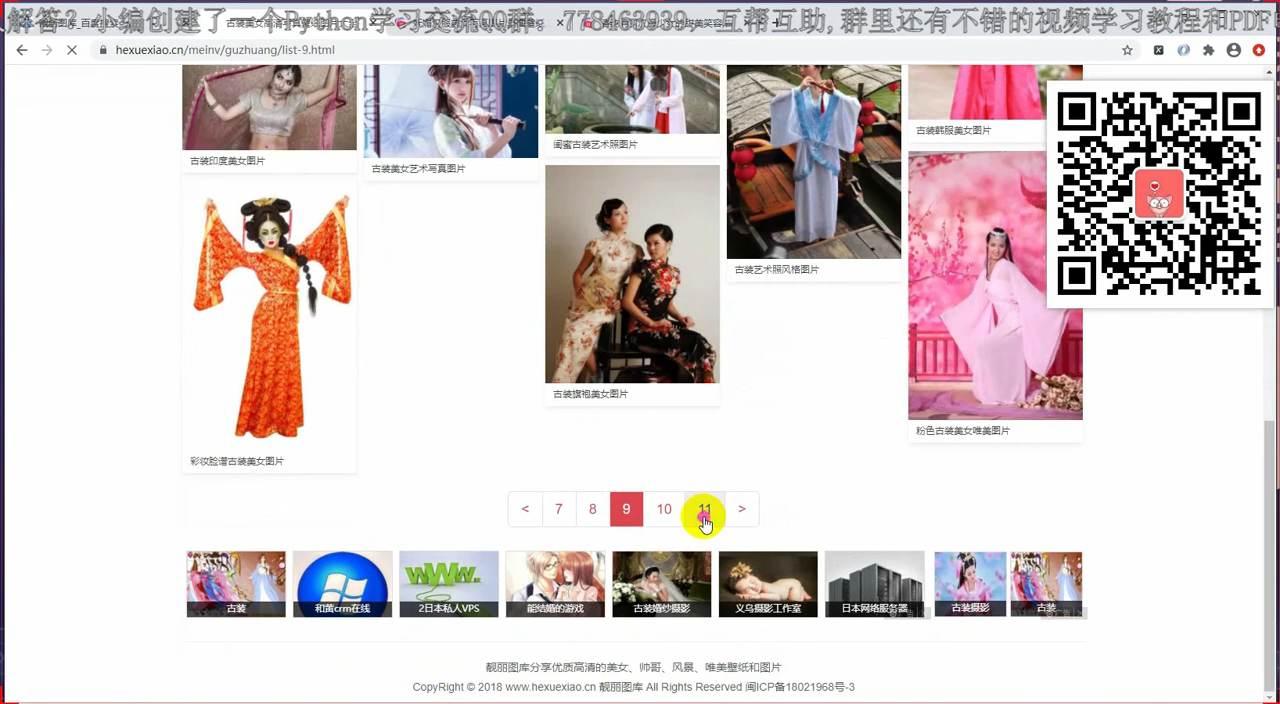 解答? 小编创建了一个Python学习交流QQ群: 778463939, 互帮互助, 群里还有不错的视频学习教程和PDF
hexuexiao.cn/meinv/guzhuang/list-9.html
古装印度美女图片
古装美女艺术写真图片
闺蜜古装艺术照图片
古装艺术照风格图片
古装韩服美女图片
彩妆脸谱古装美女图片
古装旗袍美女图片
粉色古装美女唯美图片
< 7 8 9 10 11 >
WWW.
古装 和黄crm在线 2日本私人VPS 能结婚的游戏 古装婚纱摄影 义乌摄影工作室 日本网络服务器 古装摄影 古装
靓丽图库分享优质高清的美女、帅哥、风景、唯美壁纸和图片
CopyRight © 2018 www.hexuexiao.cn 靓丽图库 All Rights Reserved 闽ICP备18021968号-3